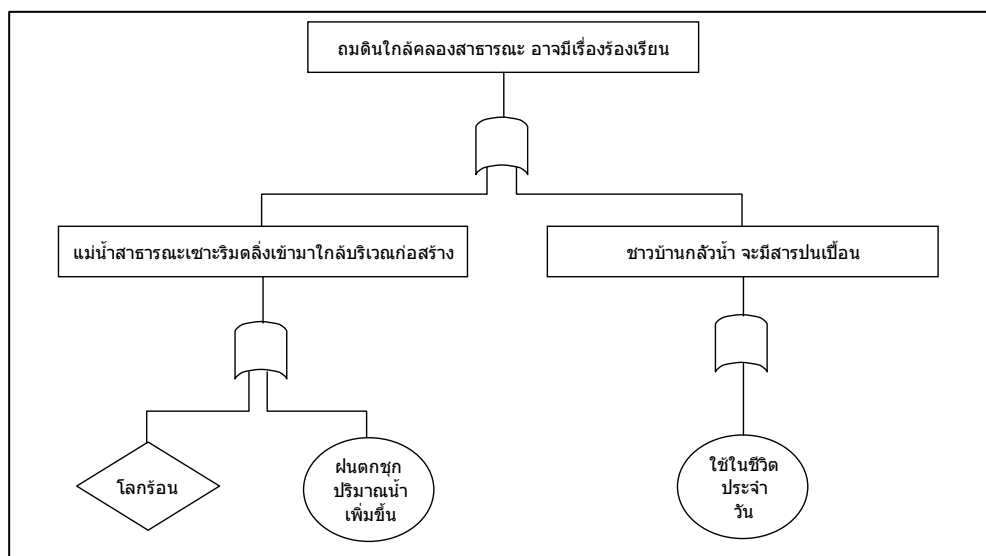 ถมดินใกล้คลองสาธารณะ อาจมีเรื่องร้องเรียน
แม่น้ำสาธารณะเซาะริมตลิ่งเข้ามาใกล้บริเวณก่อสร้าง
ชาวบ้านกลัวน้ำ จะมีสารปนเปื้อน
โลกร้อน
ฝนตกชุก
ปริมาณน้ำ
เพิ่มขึ้น
ใช้ในชีวิต
ประจำ
วัน